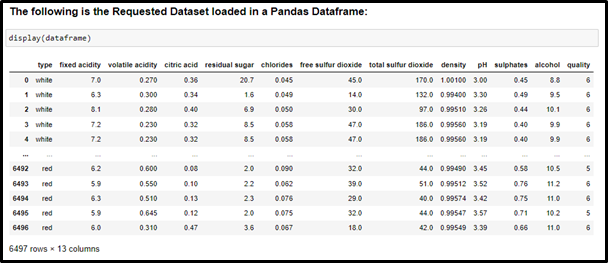 The following is the Requested Dataset loaded in a Pandas Dataframe:
display(dataframe)
type fixed acidity volatile acidity citric acid residual sugar chlorides free sulfur dioxide total sulfur dioxide density pH sulphates alcohol quality
0 white 7.0 0.270 0.36 20.7 0.045 45.0 170.0 1.00100 3.00 0.45 8.8 6
1 white 6.3 0.300 0.34 1.6 0.049 14.0 132.0 0.99400 3.30 0.49 9.5 6
2 white 8.1 0.280 0.40 6.9 0.050 30.0 97.0 0.99510 3.26 0.44 10.1 6
3 white 7.2 0.230 0.32 8.5 0.058 47.0 186.0 0.99560 3.19 0.40 9.9 6
4 white 7.2 0.230 0.32 8.5 0.058 47.0 186.0 0.99560 3.19 0.40 9.9 6
... ... ... ... ... ... ... ... ... ... ... ... ... ...
6492 red 6.2 0.600 0.08 2.0 0.090 32.0 44.0 0.99490 3.45 0.58 10.5 5
6493 red 5.9 0.550 0.10 2.2 0.062 39.0 51.0 0.99512 3.52 0.76 11.2 6
6494 red 6.3 0.510 0.13 2.3 0.076 29.0 40.0 0.99574 3.42 0.75 11.0 6
6495 red 5.9 0.645 0.12 2.0 0.075 32.0 44.0 0.99547 3.57 0.71 10.2 5
6496 red 6.0 0.310 0.47 3.6 0.067 18.0 42.0 0.99549 3.39 0.66 11.0 6
6497 rows × 13 columns